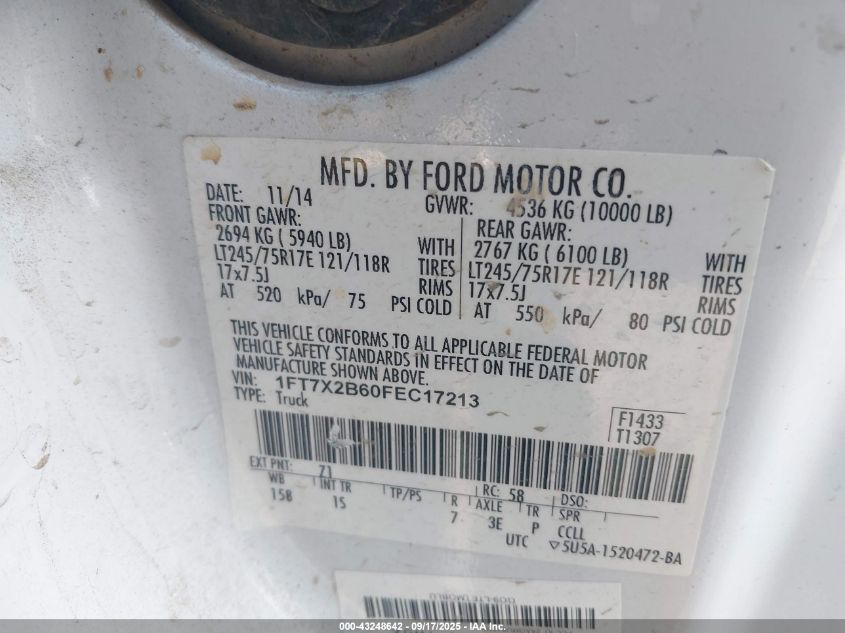 MFD. BY FORD MOTOR CO.
DATE: 11/14
GVWR: 4536 KG (10000 LB)
FRONT GAWR:
2694 KG ( 5940 LB) WITH
LT245/75R17E 121/118R TIRES
17x7.5J RIMS
AT 520 kPa/ 75 PSI COLD
REAR GAWR:
2767 KG ( 6100 LB) WITH
LT245/75R17E 121/118R TIRES
17x7.5J RIMS
AT 550 kPa/ 80 PSI COLD
THIS VEHICLE CONFORMS TO ALL APPLICABLE FEDERAL MOTOR
VEHICLE SAFETY STANDARDS IN EFFECT ON THE DATE OF
MANUFACTURE SHOWN ABOVE.
VIN: 1FT7X2B60FEC17213
TYPE: Truck
F1433
T1307
EXT PNT: Z1 RC: 58 DSO:
WB INT TR TP/PS R AXLE TR SPR
158 IS 7 3E P CCLL
UTC ▽5U5A-1520472-BA
000-43248642 - 09/17/2025 - iaai.com